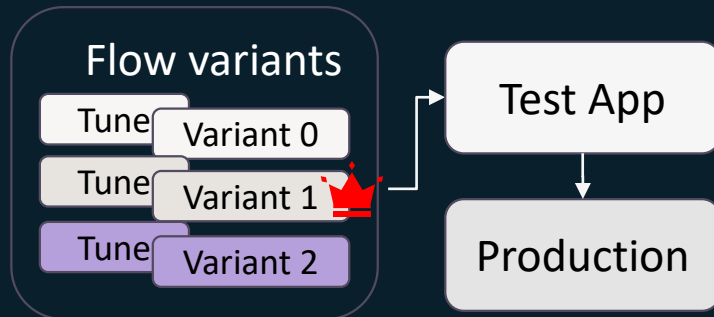 Flow variants
Tune
Variant 0
Tune
Variant 1
Tune
Variant 2
Test App
Production